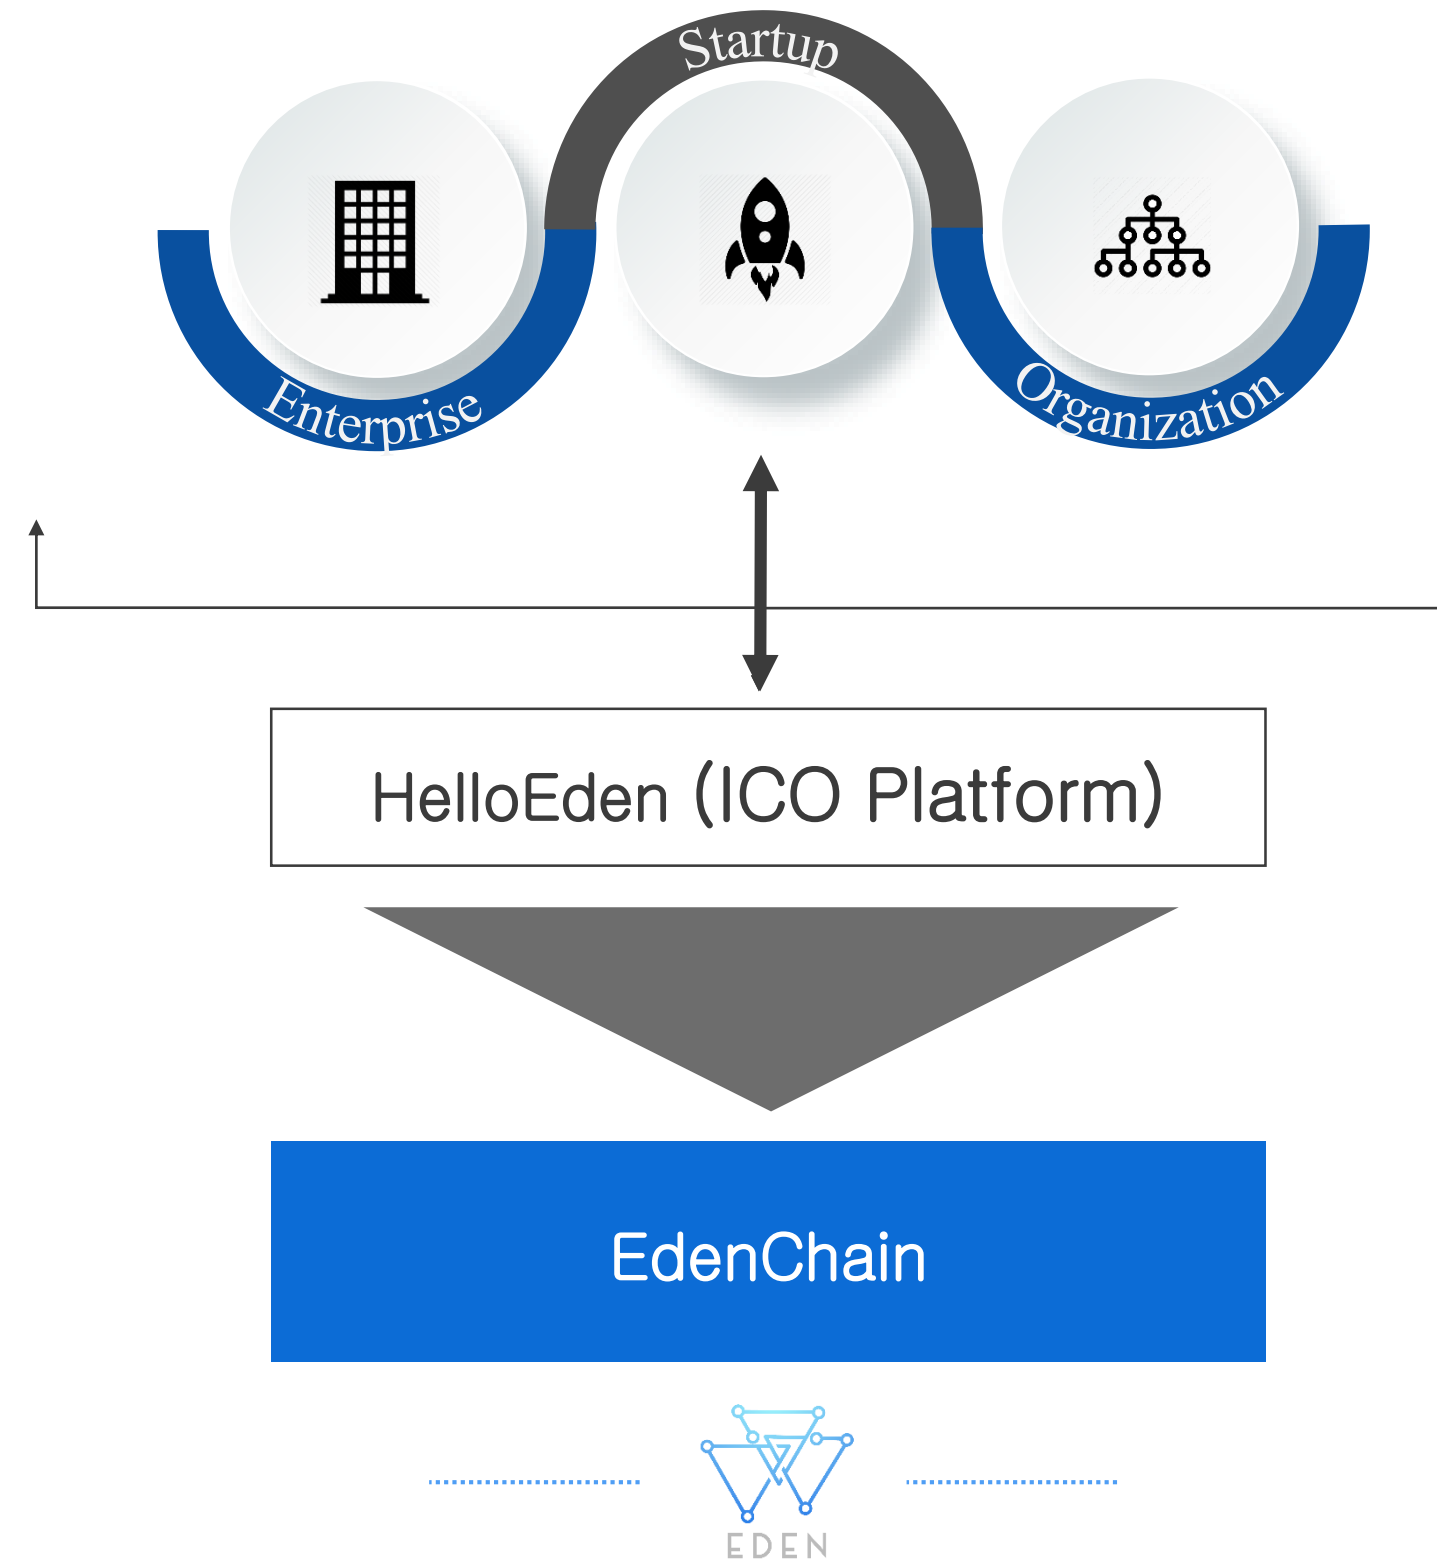 Startup
Enterprise
Organization
HelloEden (ICO Platform)
EdenChain
EDEN